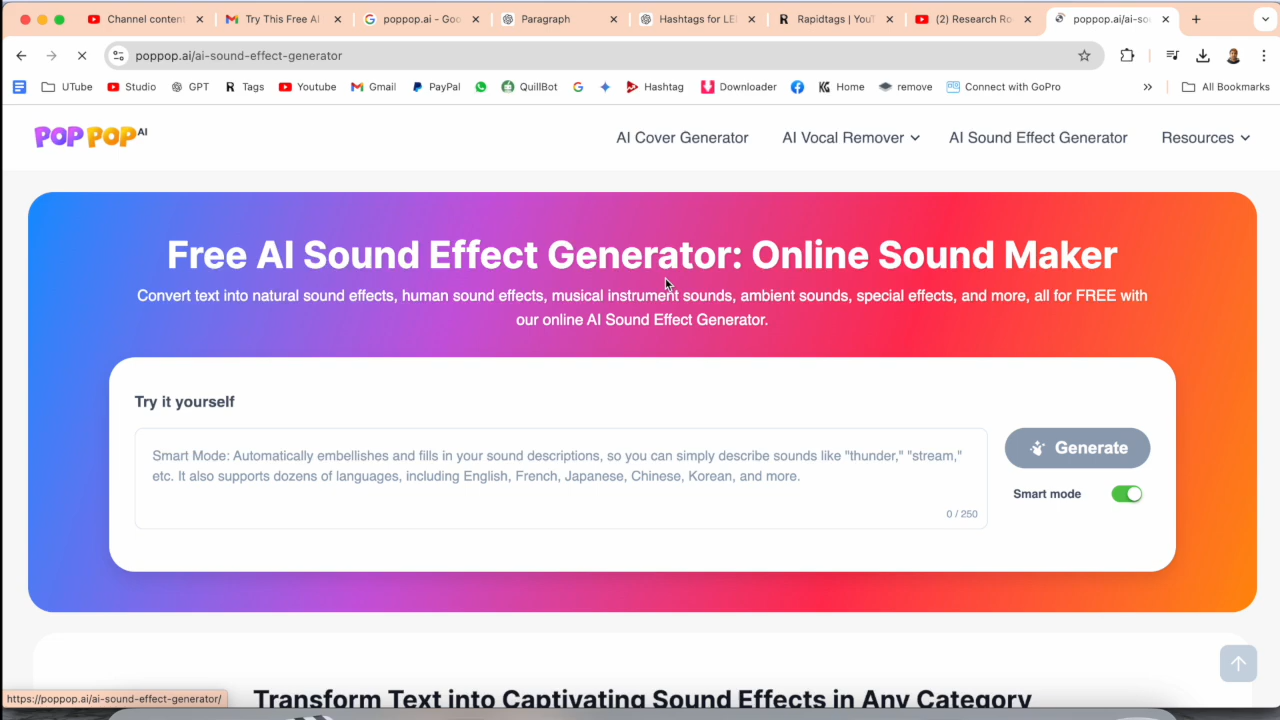 Channel content
Try This Free AI
poppop.ai - Goo
Paragraph
Hashtags for LE
Rapidtags | YouT
(2) Research Ro
poppop.ai/ai-sou
poppop.ai/ai-sound-effect-generator
UTube
Studio
GPT
Tags
Youtube
Gmail
PayPal
QuillBot
Hashtag
Downloader
Home
remove
Connect with GoPro
All Bookmarks
POP POP AI
AI Cover Generator
AI Vocal Remover
AI Sound Effect Generator
Resources
Free AI Sound Effect Generator: Online Sound Maker
Convert text into natural sound effects, human sound effects, musical instrument sounds, ambient sounds, special effects, and more, all for FREE with
our online AI Sound Effect Generator.
Try it yourself
Smart Mode: Automatically embellishes and fills in your sound descriptions, so you can simply describe sounds like "thunder," "stream,"
etc. It also supports dozens of languages, including English, French, Japanese, Chinese, Korean, and more.
0 / 250
Generate
Smart mode
https://poppop.ai/ai-sound-effect-generator/
Transform Text into Captivating Sound Effects in Any Category